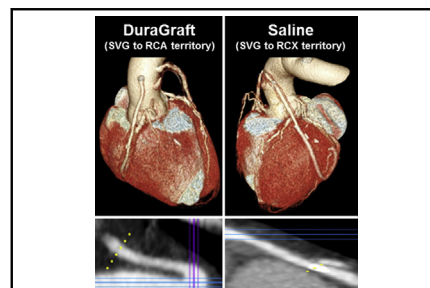 DuraGraft
(SVG to RCA territory)
Saline
(SVG to RCX territory)